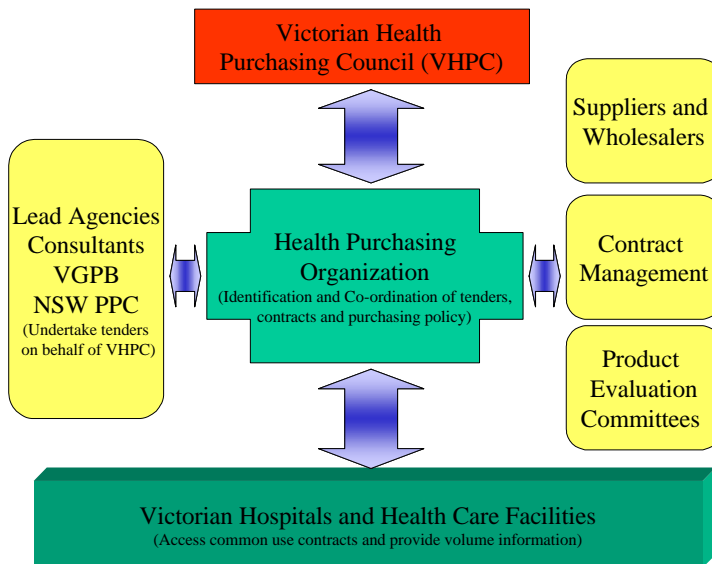 Victorian Health
Purchasing Council (VHPC)
Suppliers and
Wholesalers
Lead Agencies
Consultants
VGPB
NSW PPC
(Undertake tenders
on behalf of VHPC)
Health Purchasing
Organization
(Identification and Co-ordination of tenders,
contracts and purchasing policy)
Contract
Management
Product
Evaluation
Committees
Victorian Hospitals and Health Care Facilities
(Access common use contracts and provide volume information)